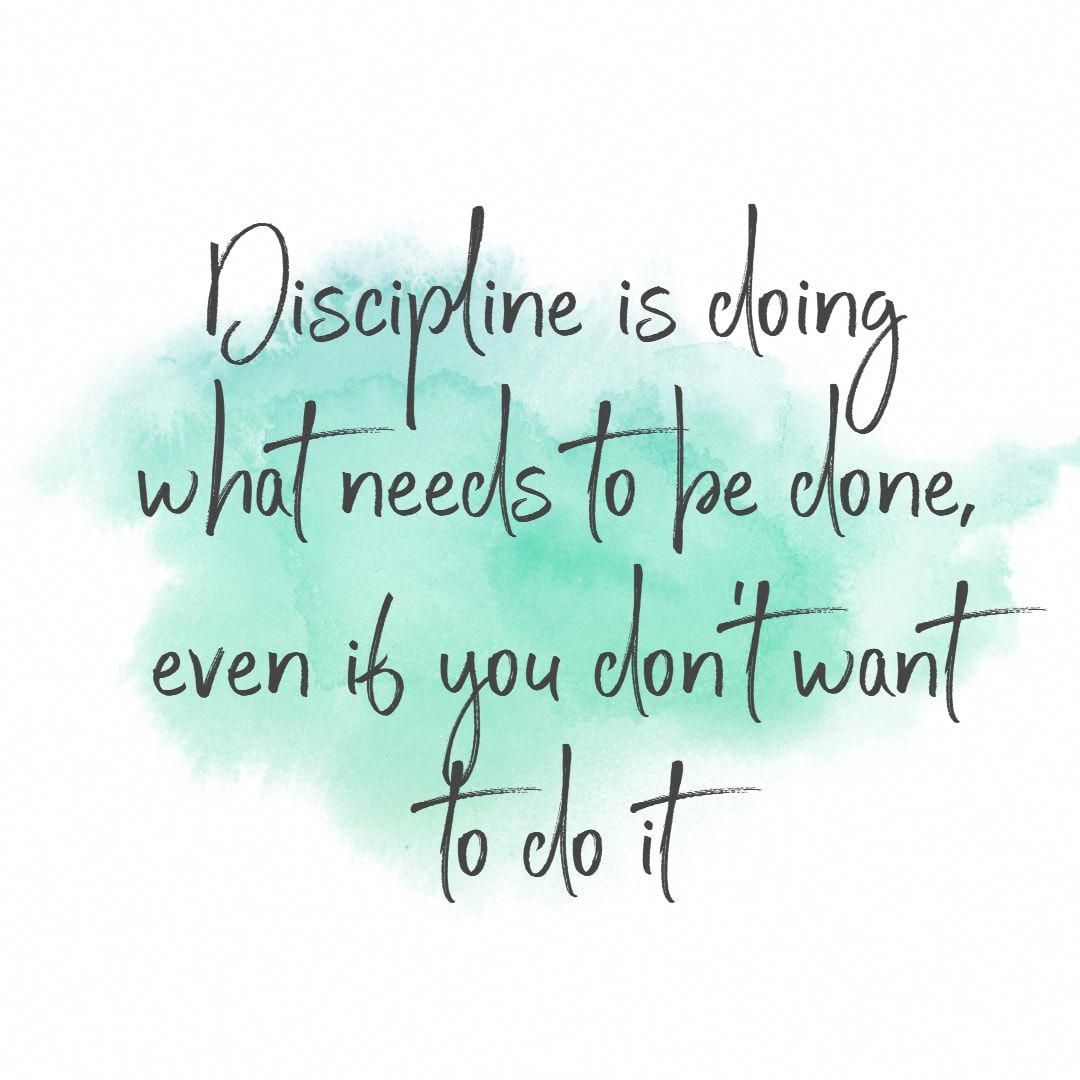 Discipline is doing
what needs to be done,
even if you don't want
to do it